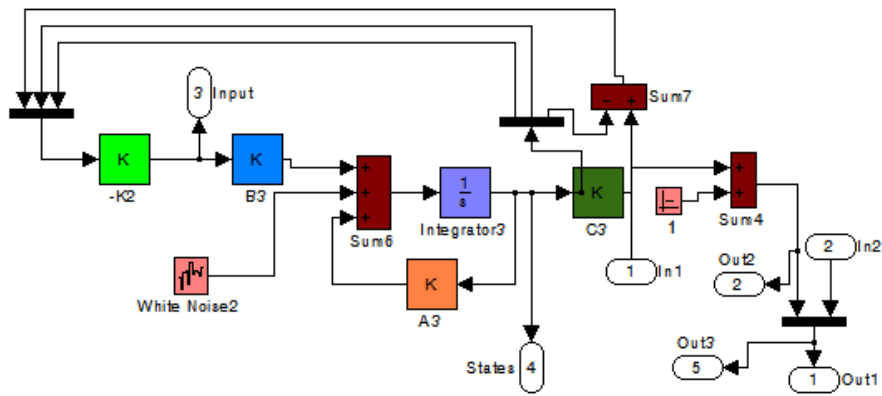 3 Input
- +
Sum7
K
-K2
K
B3
+
+
+
Sum6
1
s
Integrator3
K
C3
+
+
Sum4
1
1 In1
2 In2
Out2
2
White Noise2
K
A3
States 4
Out3
5
1 Out1